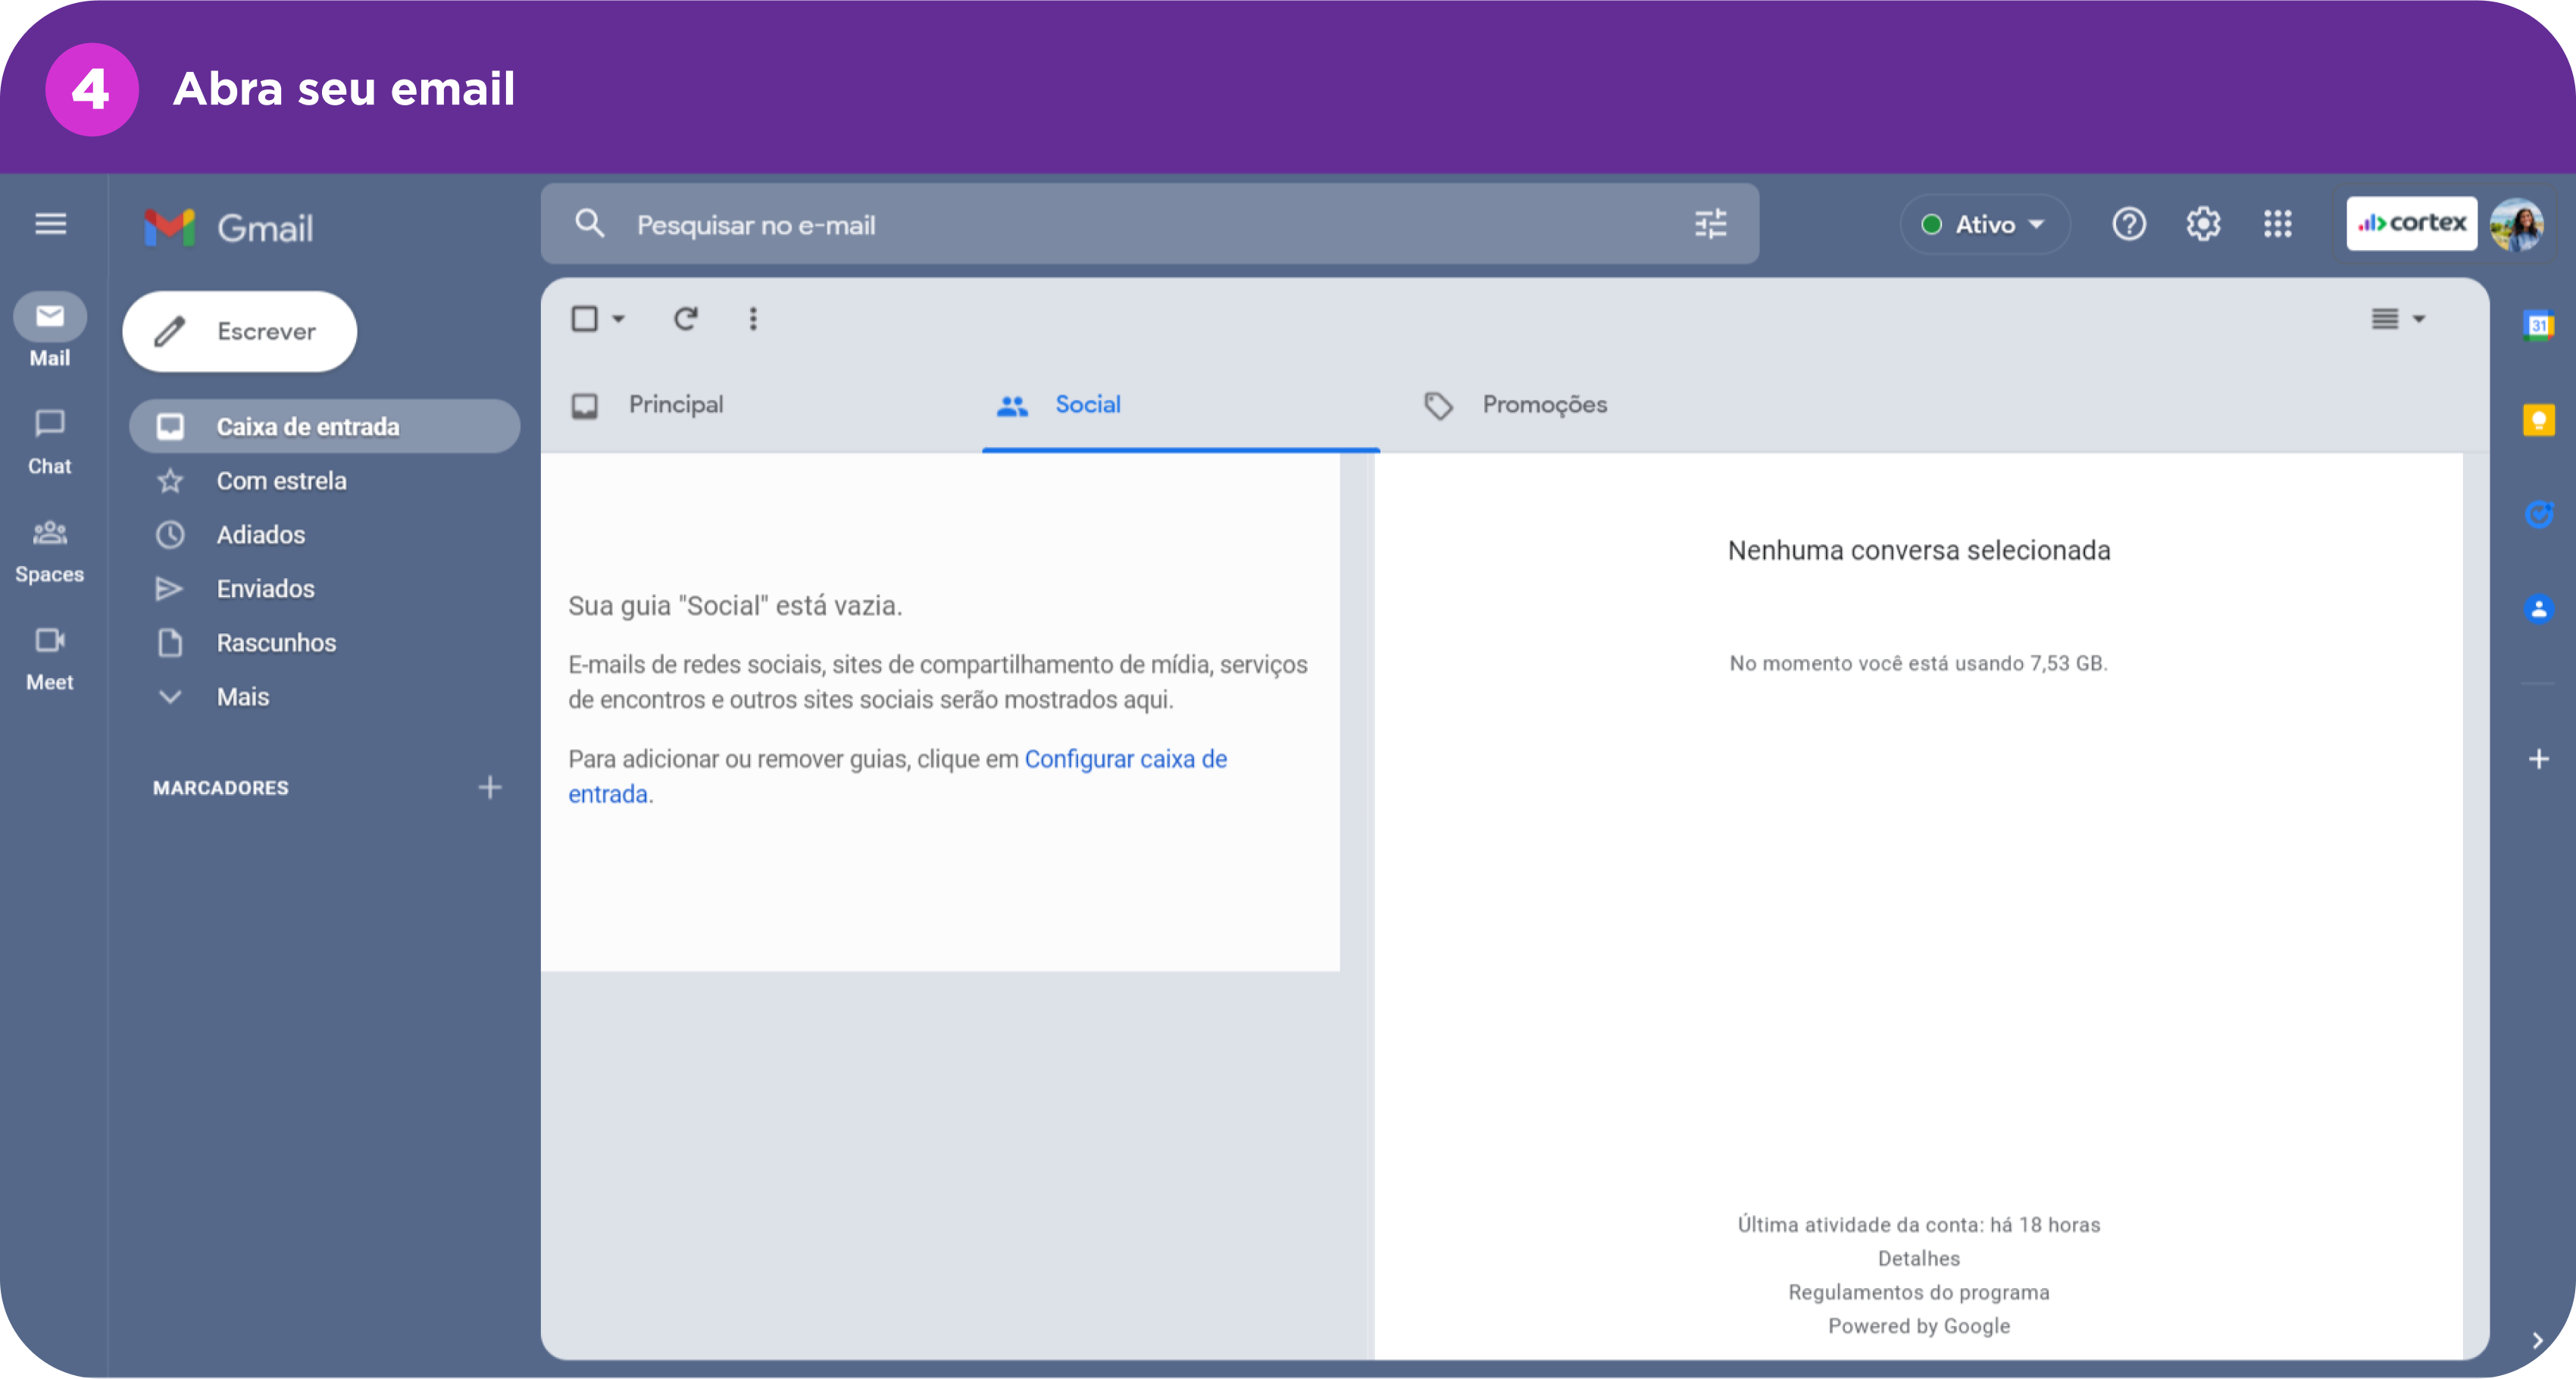 4 Abra seu email
Gmail
Pesquisar no e-mail
Ativo
cortex
Mail
Chat
Spaces
Meet
Escrever
Caixa de entrada
Com estrela
Adiados
Enviados
Rascunhos
Mais
MARCADORES
Principal
Social
Promoções
Sua guia "Social" está vazia.
E-mails de redes sociais, sites de compartilhamento de mídia, serviços
de encontros e outros sites sociais serão mostrados aqui.
Para adicionar ou remover guias, clique em Configurar caixa de
entrada.
Nenhuma conversa selecionada
No momento você está usando 7,53 GB.
Última atividade da conta: há 18 horas
Detalhes
Regulamentos do programa
Powered by Google
31